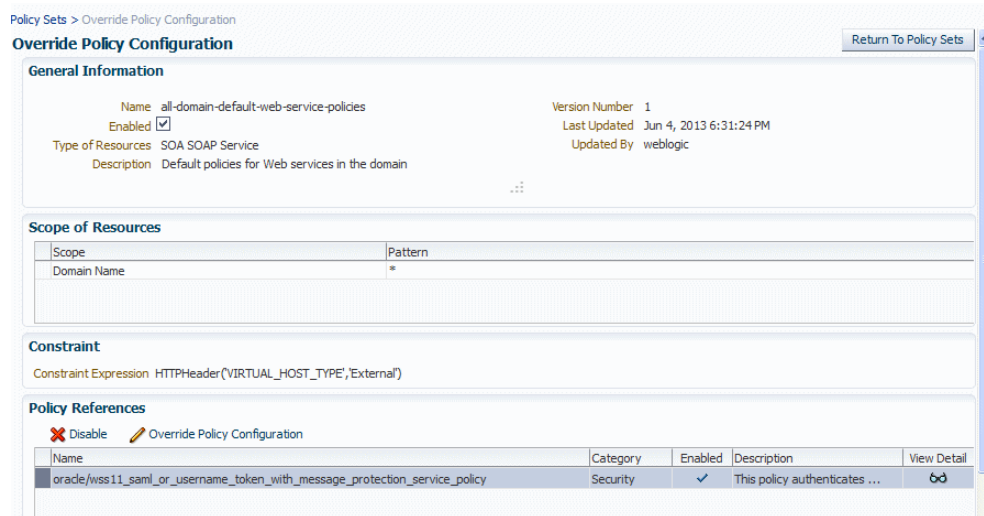 Policy Sets > Override Policy Configuration
Override Policy Configuration
Return To Policy Sets
General Information
Name all-domain-default-web-service-policies
Version Number 1
Enabled
Last Updated Jun 4, 2013 6:31:24 PM
Type of Resources SOA SOAP Service
Updated By weblogic
Description Default policies for Web services in the domain
Scope of Resources
Scope Pattern
Domain Name *
Constraint
Constraint Expression HTTPHeader('VIRTUAL_HOST_TYPE','External')
Policy References
Disable Override Policy Configuration
Name Category Enabled Description View Detail
oracle/wss11_saml_or_username_token_with_message_protection_service_policy Security This policy authenticates ...